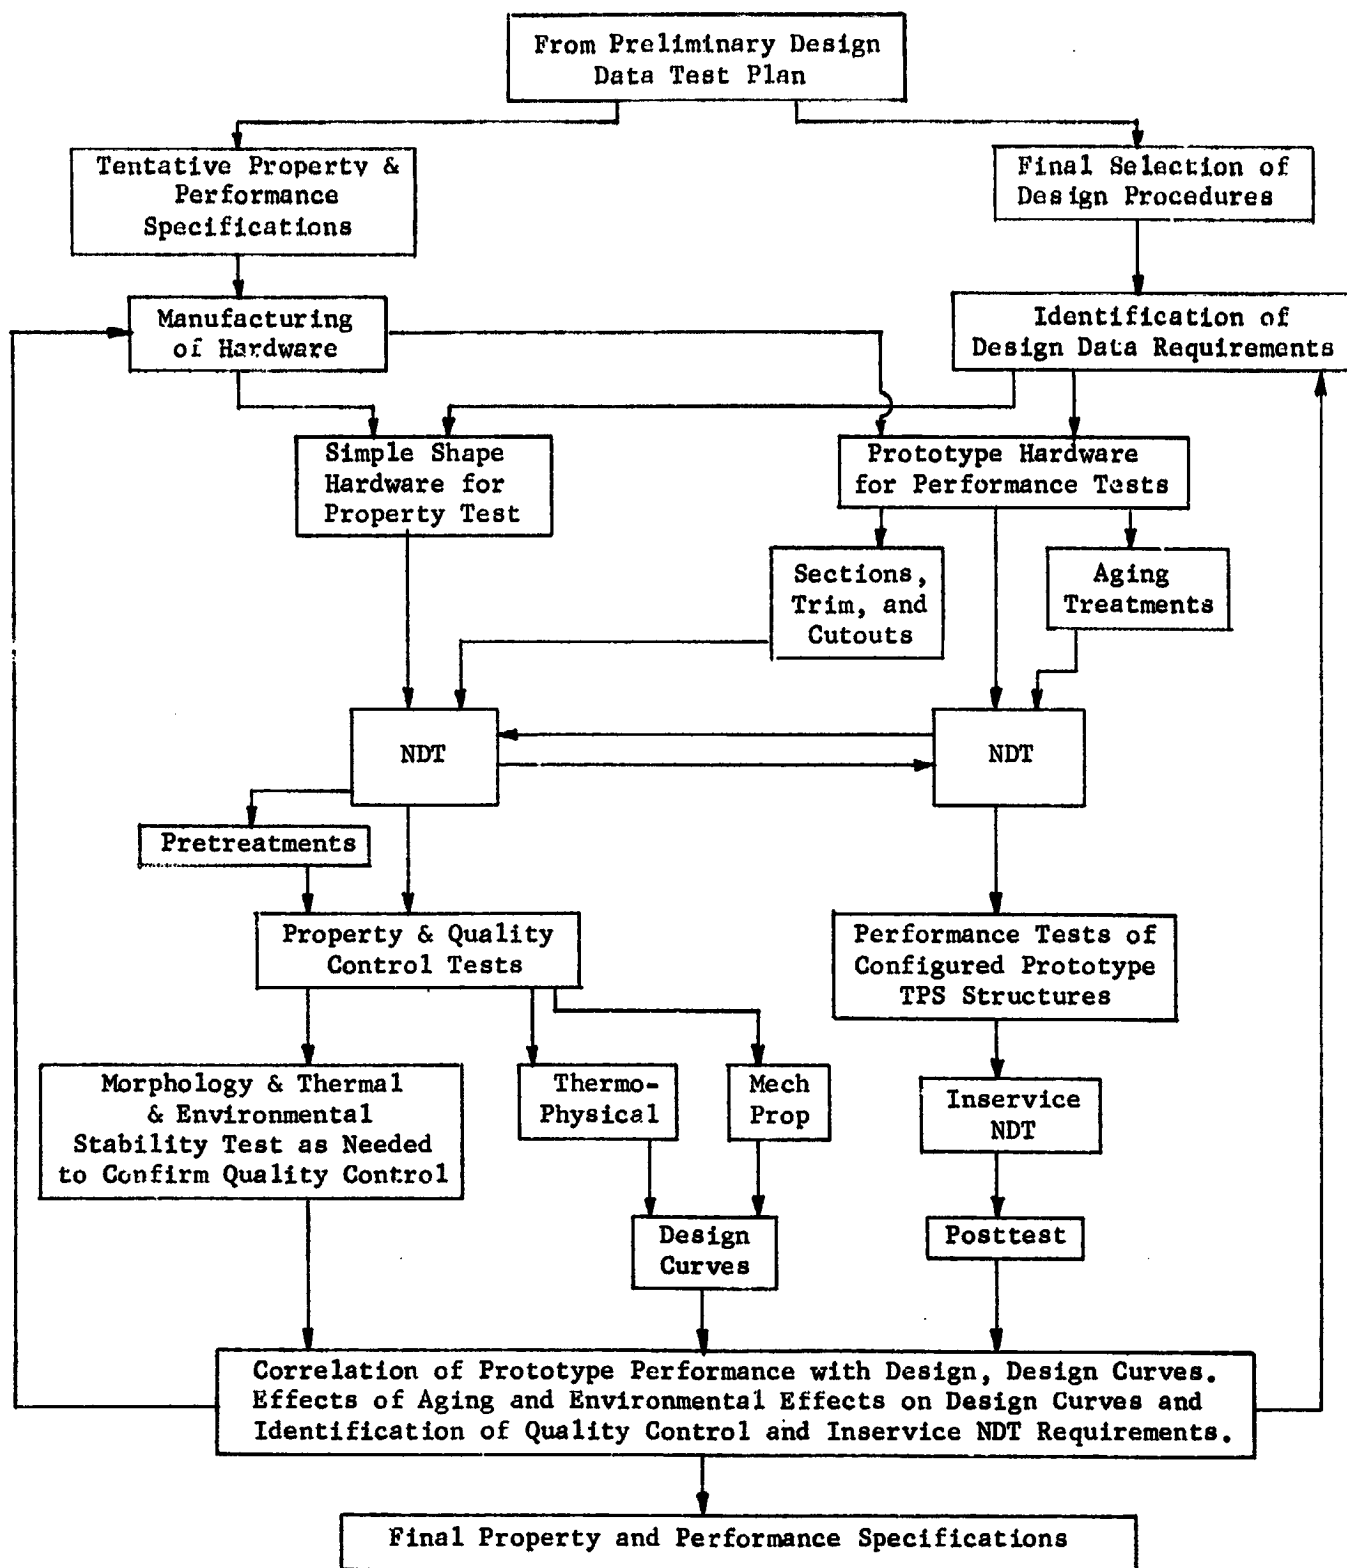 From Preliminary Design
Data Test Plan
Tentative Property &
Performance
Specifications
Final Selection of
Design Procedures
Manufacturing
of Hardware
Identification of
Design Data Requirements
Simple Shape
Hardware for
Property Test
Prototype Hardware
for Performance Tests
Sections,
Trim, and
Cutouts
Aging
Treatments
NDT
NDT
Pretreatments
Property & Quality
Control Tests
Performance Tests of
Configured Prototype
TPS Structures
Morphology & Thermal
& Environmental
Stability Test as Needed
to Confirm Quality Control
Thermo-
Physical
Mech
Prop
Inservice
NDT
Design
Curves
Posttest
Correlation of Prototype Performance with Design, Design Curves.
Effects of Aging and Environmental Effects on Design Curves and
Identification of Quality Control and Inservice NDT Requirements.
Final Property and Performance Specifications